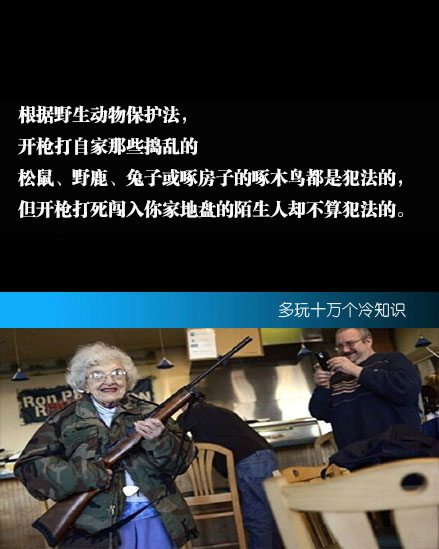 根据野生动物保护法，
开枪打自家那些捣乱的
松鼠、野鹿、兔子或啄房子的啄木鸟都是犯法的，
但开枪打死闯入你家地盘的陌生人却不算犯法的。
多玩十万个冷知识
Ron P